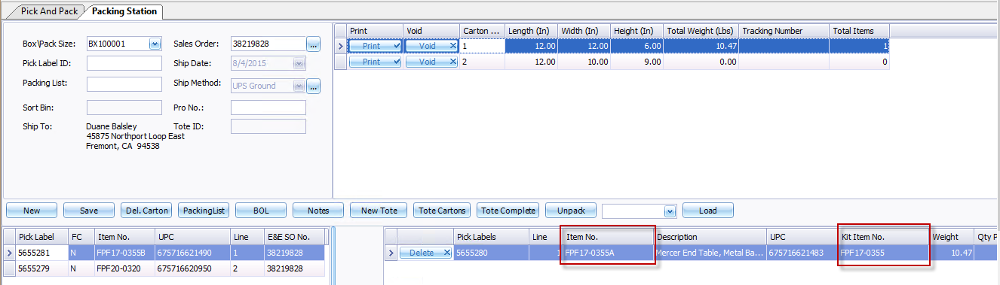 Pick And Pack Packing Station
Box\Pack Size: BX100001 Sales Order: 38219828 ...
Pick Label ID: Ship Date: 8/4/2015
Packing List: Ship Method: UPS Ground ...
Sort Bin: Pro No.:
Ship To: Duane Balsley Tote ID:
45875 Northport Loop East
Fremont, CA 94538
Print Void Carton ... Length (In) Width (In) Height (In) Total Weight (Lbs) Tracking Number Total Items
Print Void 1 12.00 12.00 6.00 10.47 1
Print Void 2 12.00 10.00 9.00 0.00 0
New Save Del. Carton PackingList BOL Notes New Tote Tote Cartons Tote Complete Unpack Load
Pick Label FC Item No. UPC Line E&E SO No.
5655281 N FPF17-0355B 675716621490 1 38219828
5655279 N FPF20-0320 675716620950 2 38219828
Pick Labels Line Item No. Description UPC Kit Item No. Weight Qty P
Delete 5655280 1 FPF17-0355A Mercer End Table, Metal Ba... 675716621483 FPF17-0355 10.47